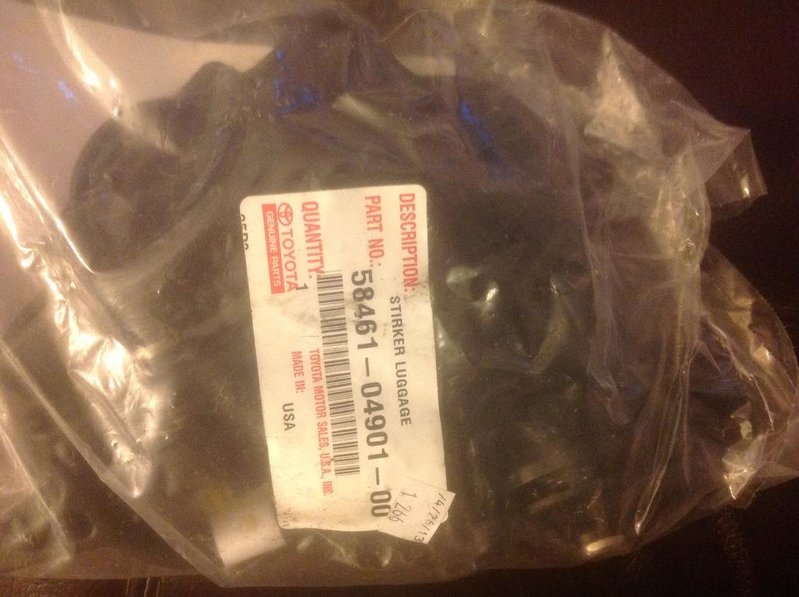 DESCRIPTION:
STIRKER LUGGAGE
PART NO.:
58461-04901-00
QUANTITY: 1
TOYOTA MOTOR SALES, U.S.A., INC.
TOYOTA
GENUINE PARTS
MADE IN:
USA